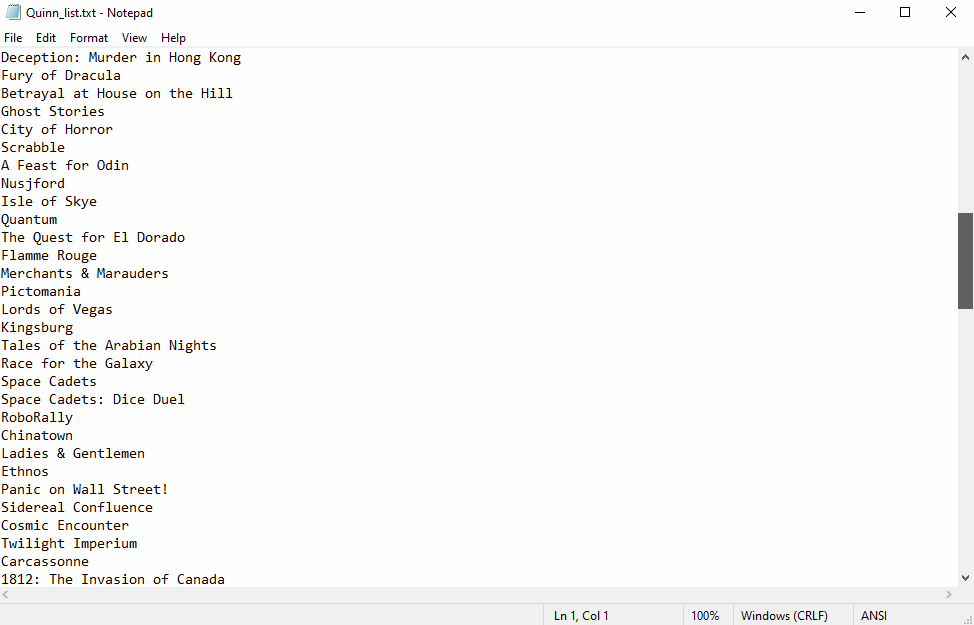 Quinn_list.txt - Notepad
File Edit Format View Help
Deception: Murder in Hong Kong
Fury of Dracula
Betrayal at House on the Hill
Ghost Stories
City of Horror
Scrabble
A Feast for Odin
Nusjford
Isle of Skye
Quantum
The Quest for El Dorado
Flamme Rouge
Merchants & Marauders
Pictomania
Lords of Vegas
Kingsburg
Tales of the Arabian Nights
Race for the Galaxy
Space Cadets
Space Cadets: Dice Duel
RoboRally
Chinatown
Ladies & Gentlemen
Ethnos
Panic on Wall Street!
Sidereal Confluence
Cosmic Encounter
Twilight Imperium
Carcassonne
1812: The Invasion of Canada
Ln 1, Col 1 100% Windows (CRLF) ANSI